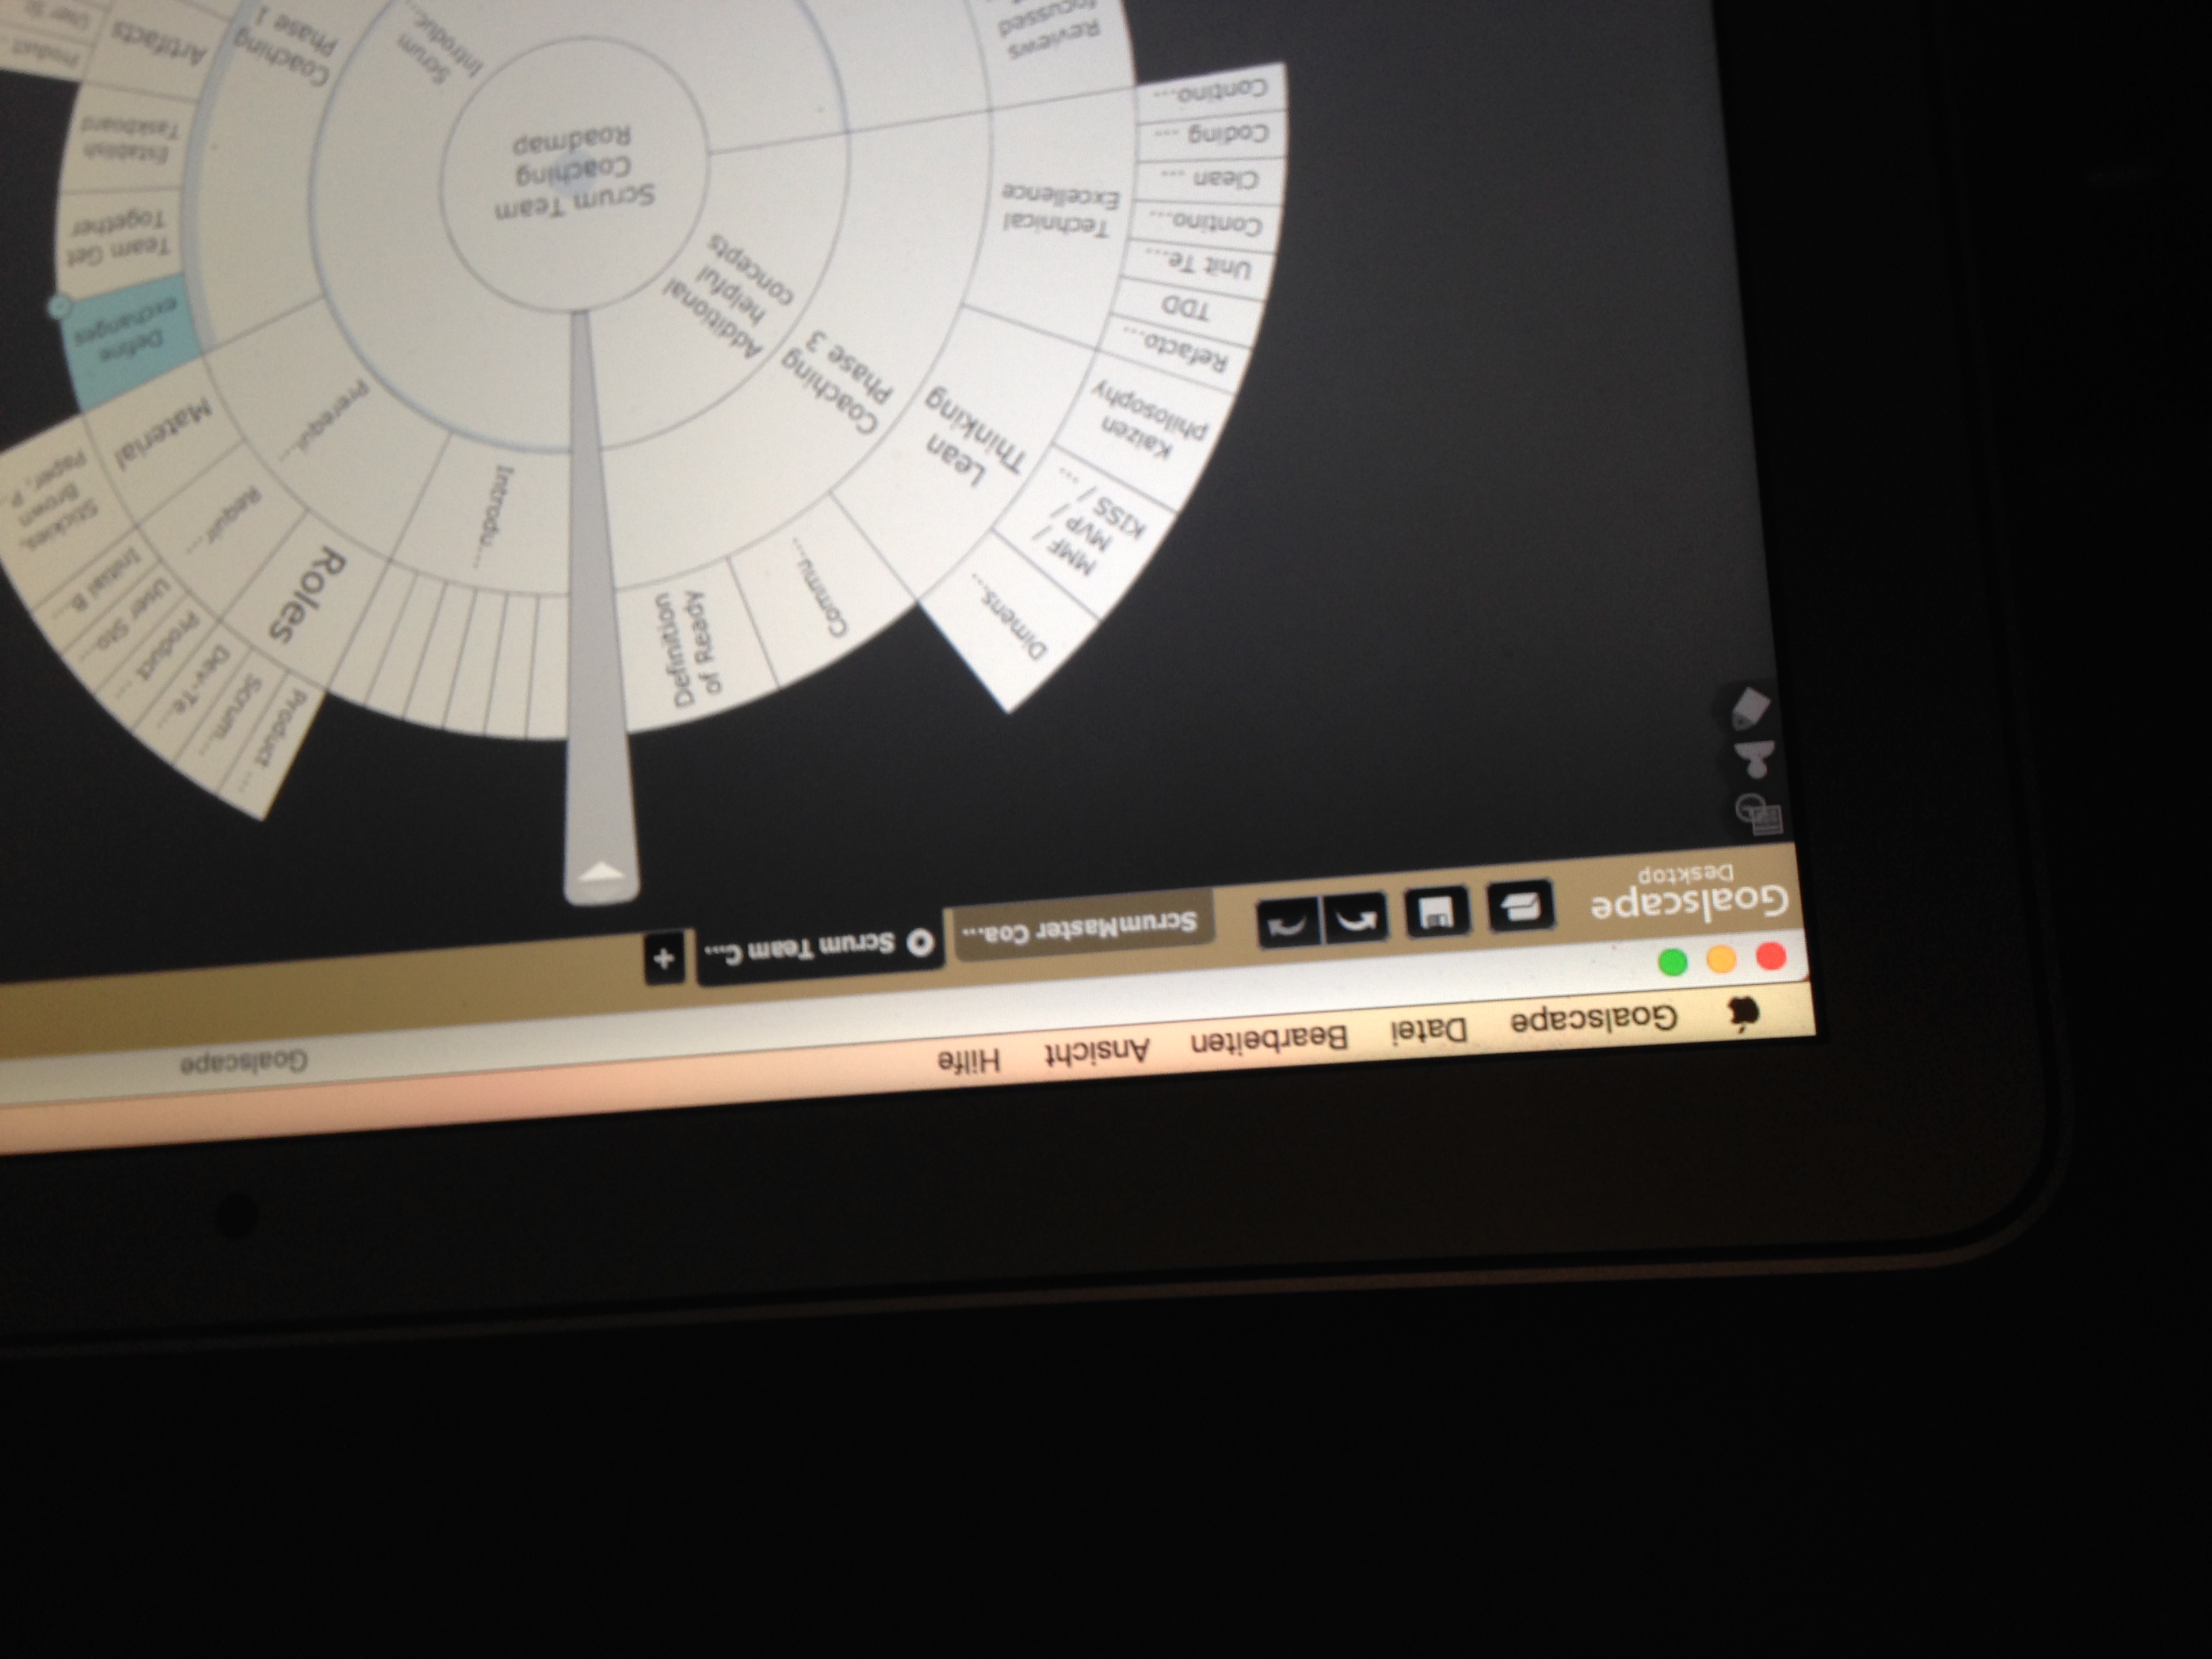 Goalscape Datei Bearbeiten Ansicht Hilfe
Goalscape
Goalscape
Desktop
ScrumMaster Coa...
Scrum Team C...
+
Dimens...
MMF /
MVP /
KISS / ...
Kaizen
philosophy
Refacto...
TDD
Unit Te...
Contino...
Clean ...
Coding ...
Contino...
Lean
Thinking
Technical
Excellence
Reviews
focussed
Commu...
Definition
of Ready
Coaching
Phase 3
Additional
helpful
concepts
Scrum Team
Coaching
Roadmap
Introdu...
Prerequi...
Roles
Requir...
Material
Product ...
Scrum...
Dev-Te...
Product ...
User Sto...
Initial B...
Stickies,
Brown
Paper, P...
Define
exchanges
Team Get
Together
Establish
Taskboard
Artifacts
Product
User St...
Coaching
Phase 1
Scrum
Introduc...